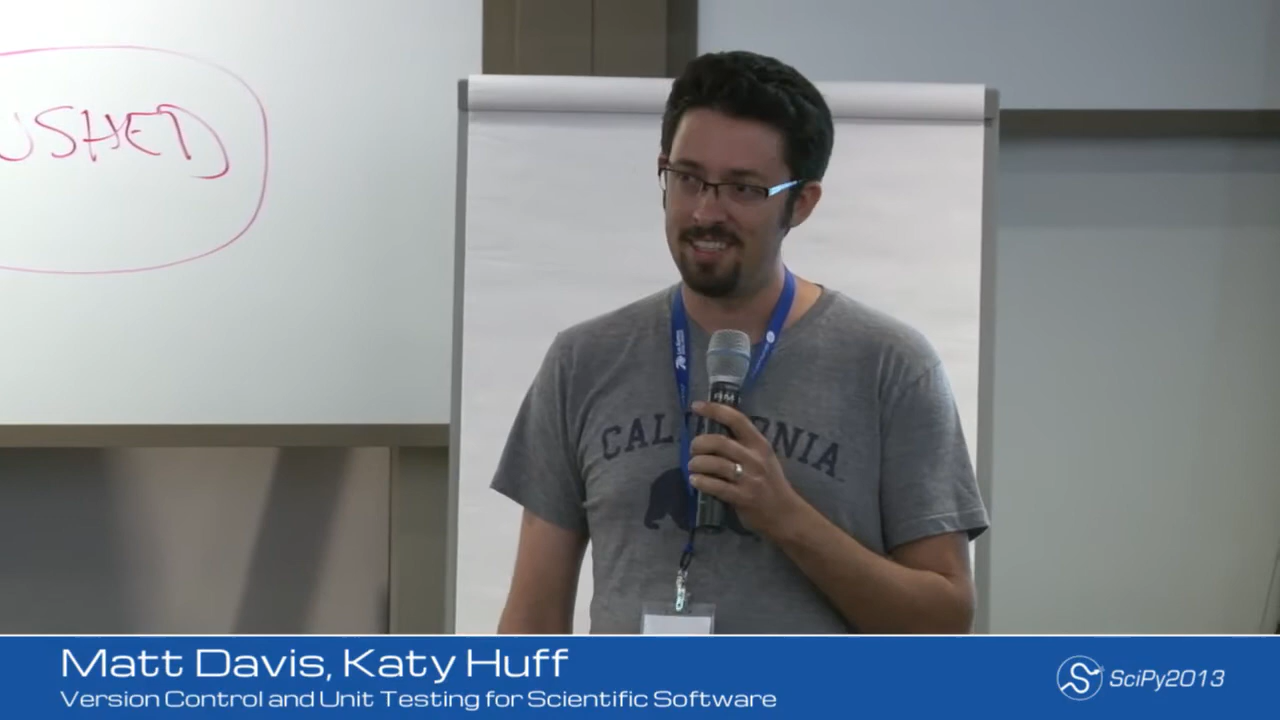 USHED
CALIFORNIA
Matt Davis, Katy Huff
Version Control and Unit Testing for Scientific Software
SciPy2013